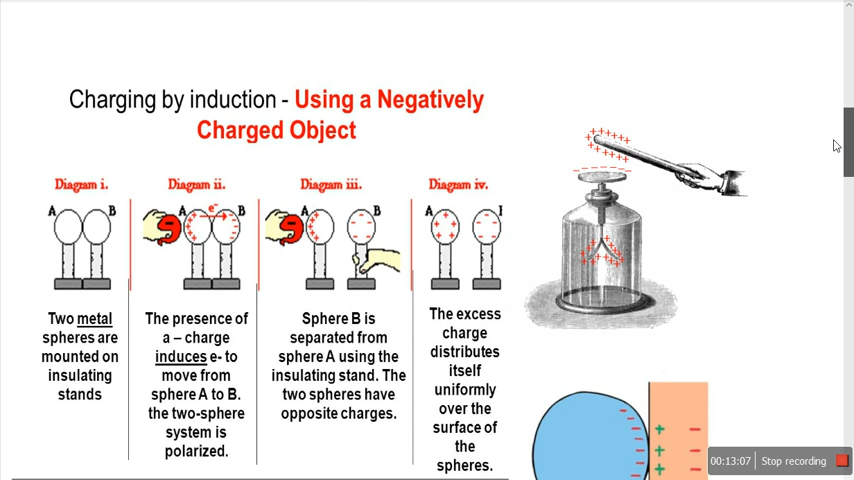 Charging by induction - Using a Negatively
Charged Object
Diagram i.
Diagram ii.
Diagram iii.
Diagram iv.
A B
A e- B
A B
A B
Two metal
spheres are
mounted on
insulating
stands
The presence of
a – charge
induces e- to
move from
sphere A to B.
the two-sphere
system is
polarized.
Sphere B is
separated from
sphere A using the
insulating stand. The
two spheres have
opposite charges.
The excess
charge
distributes
itself
uniformly
over the
surface of
the
spheres.
00:13:07 Stop recording